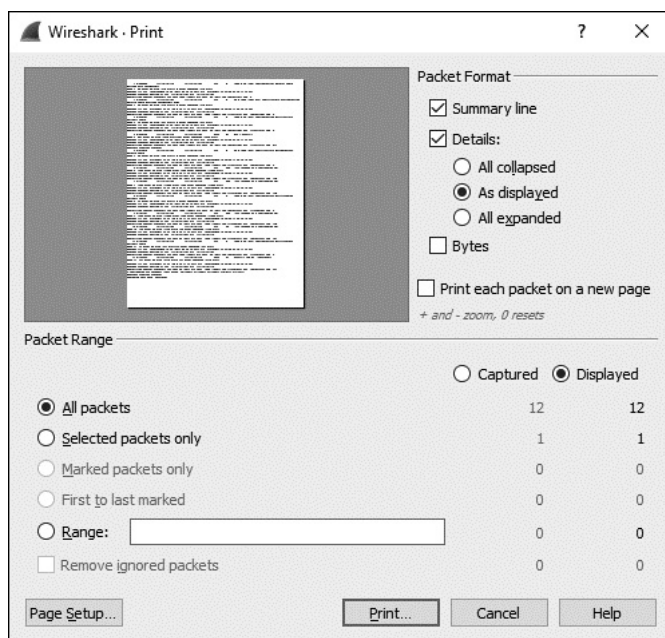 Wireshark · Print
?
Packet Format
Summary line
Details:
All collapsed
As displayed
All expanded
Bytes
Print each packet on a new page
+ and - zoom, 0 resets
Packet Range
Captured Displayed
All packets 12 12
Selected packets only 1 1
Marked packets only 0 0
First to last marked 0 0
Range: 0 0
Remove ignored packets 0 0
Page Setup... Print... Cancel Help